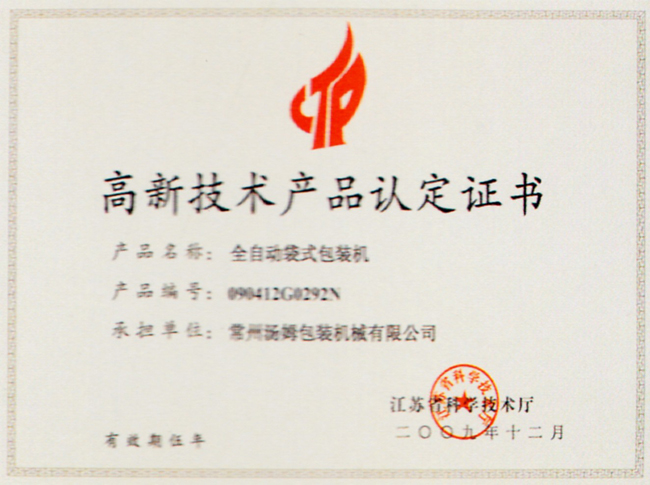 高新技术产品认定证书
产品名称：全自动袋式包装机
产品编号：090412G0292N
承担单位：常州汤姆包装机械有限公司
江苏省科学技术厅
二〇〇九年十二月
有效期伍年